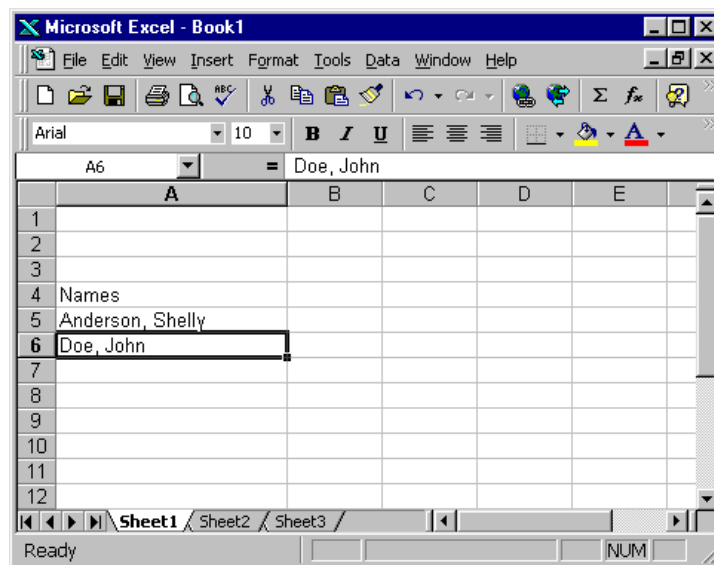 Microsoft Excel - Book1
File Edit View Insert Format Tools Data Window Help
ABC Σ fx
Arial 10 B I U A
A6 = Doe, John
A B C D E
1
2
3
4 Names
5 Anderson, Shelly
6 Doe, John
7
8
9
10
11
12
Sheet1 Sheet2 Sheet3
Ready NUM